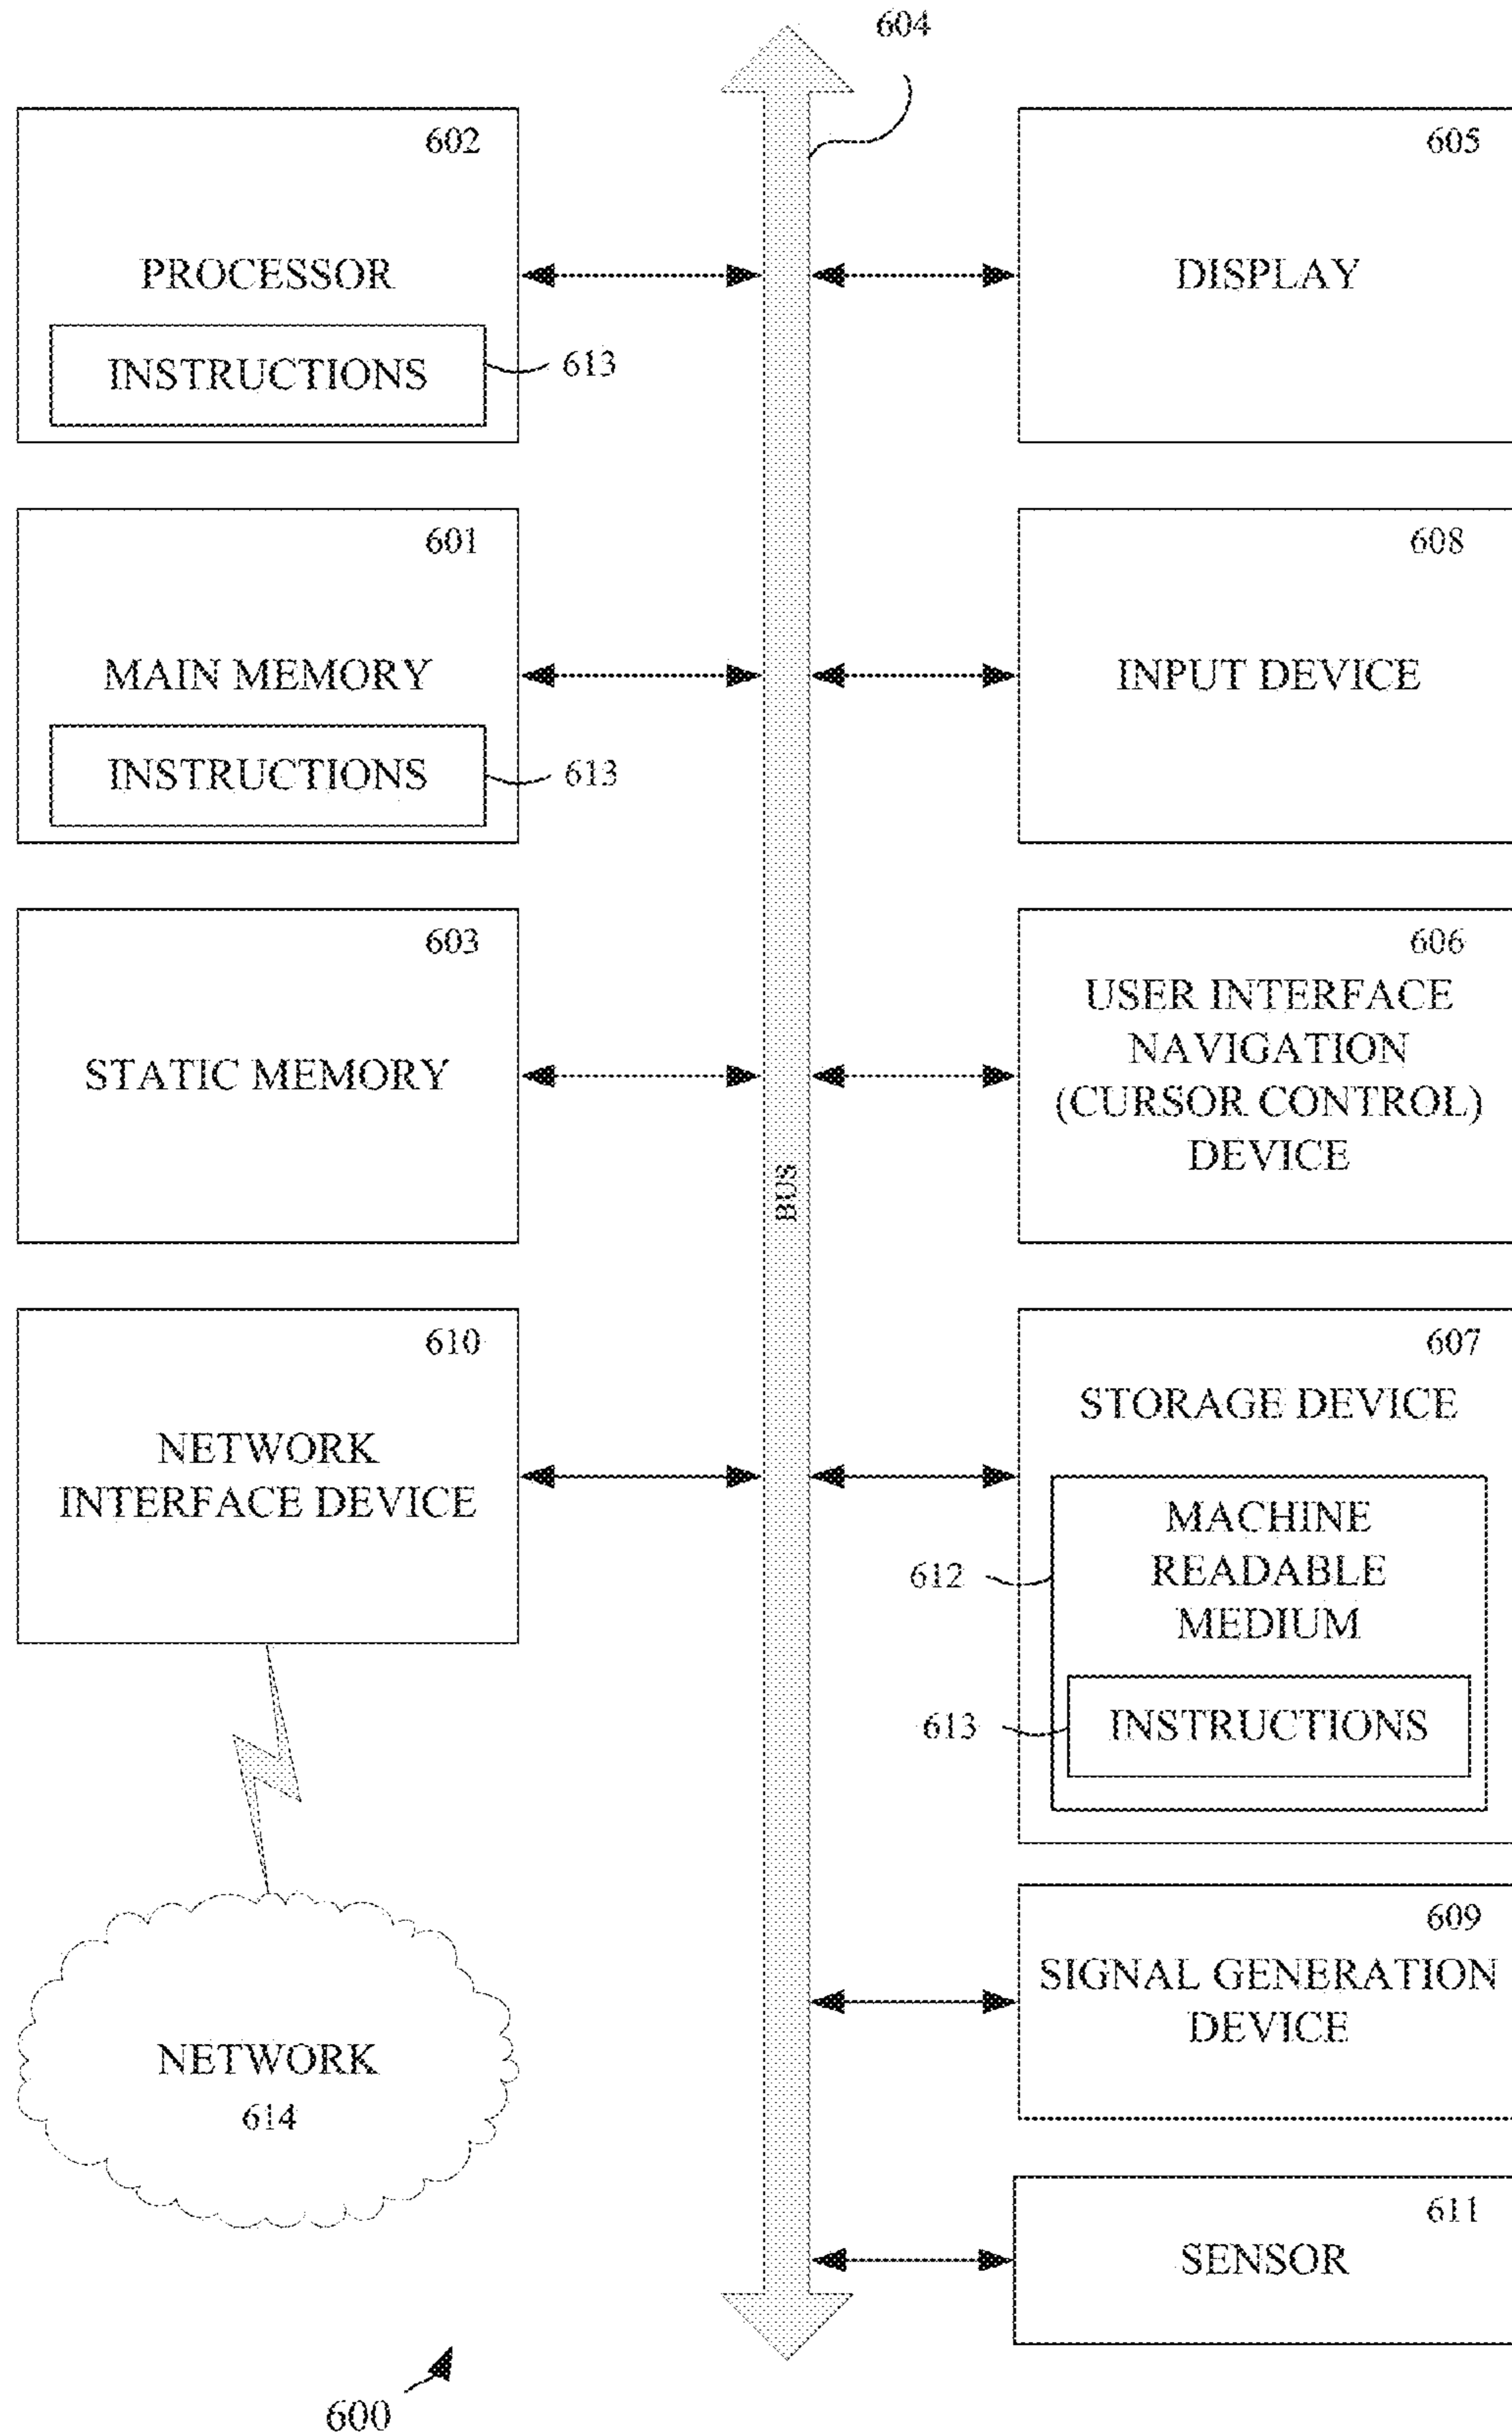 604
602
PROCESSOR
INSTRUCTIONS
613
605
DISPLAY
601
MAIN MEMORY
INSTRUCTIONS
613
608
INPUT DEVICE
603
STATIC MEMORY
606
USER INTERFACE
NAVIGATION
(CURSOR CONTROL)
DEVICE
BUS
610
NETWORK
INTERFACE DEVICE
607
STORAGE DEVICE
612
MACHINE
READABLE
MEDIUM
613
INSTRUCTIONS
609
SIGNAL GENERATION
DEVICE
NETWORK
614
611
SENSOR
600